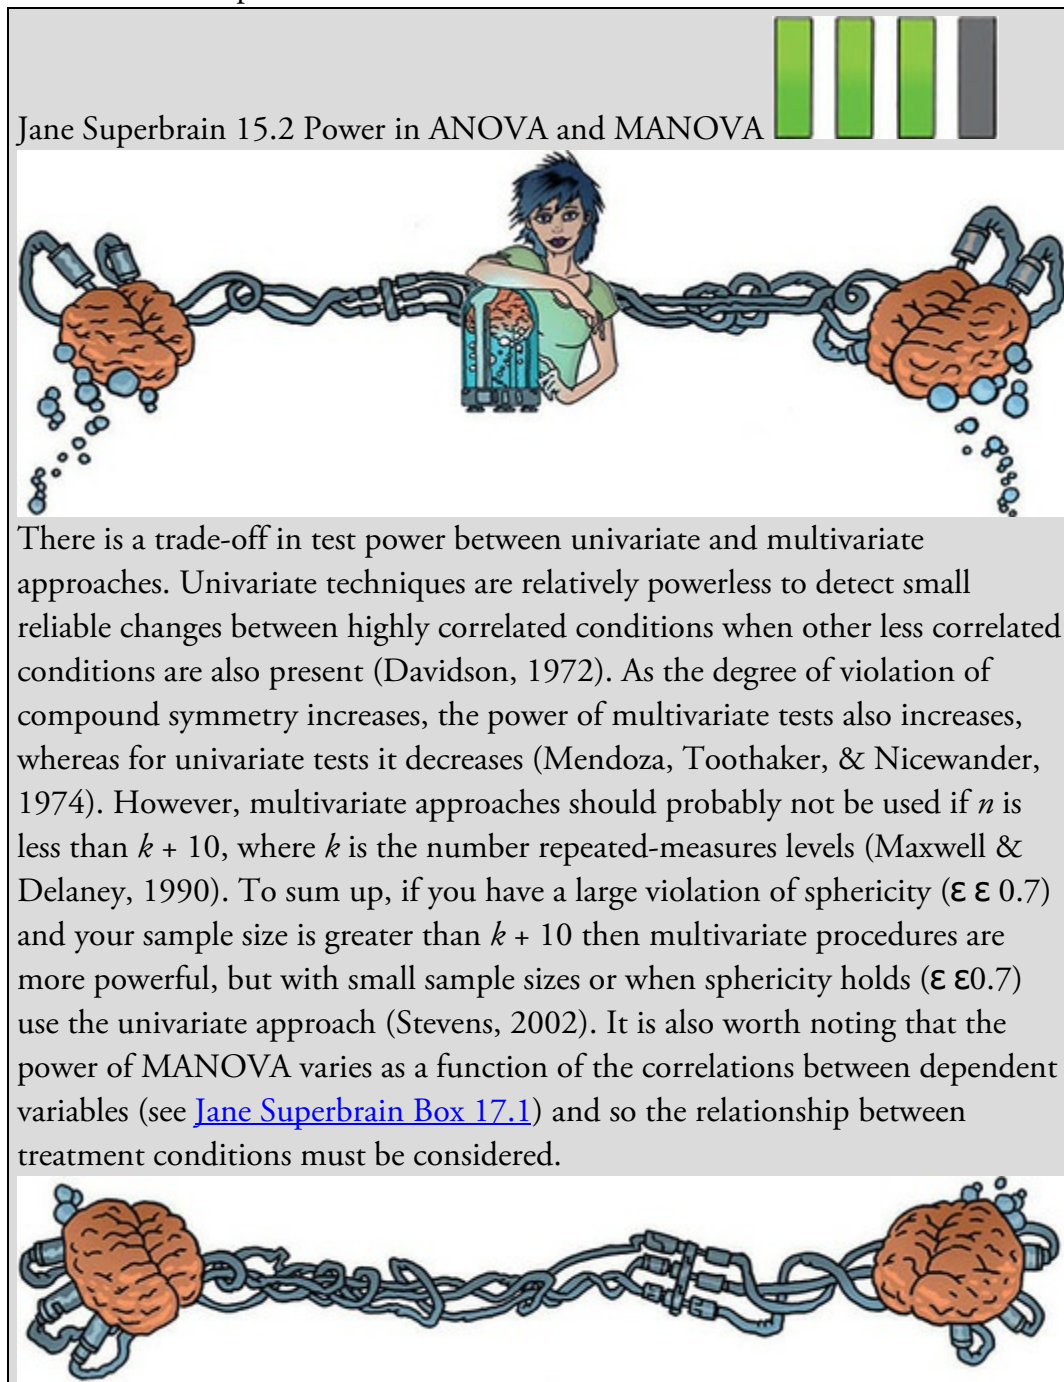 Jane Superbrain 15.2 Power in ANOVA and MANOVA
There is a trade-off in test power between univariate and multivariate
approaches. Univariate techniques are relatively powerless to detect small
reliable changes between highly correlated conditions when other less correlated
conditions are also present (Davidson, 1972). As the degree of violation of
compound symmetry increases, the power of multivariate tests also increases,
whereas for univariate tests it decreases (Mendoza, Toothaker, & Nicewander,
1974). However, multivariate approaches should probably not be used if n is
less than k + 10, where k is the number repeated-measures levels (Maxwell &
Delaney, 1990). To sum up, if you have a large violation of sphericity (ε ε 0.7)
and your sample size is greater than k + 10 then multivariate procedures are
more powerful, but with small sample sizes or when sphericity holds (ε ε0.7)
use the univariate approach (Stevens, 2002). It is also worth noting that the
power of MANOVA varies as a function of the correlations between dependent
variables (see Jane Superbrain Box 17.1) and so the relationship between
treatment conditions must be considered.